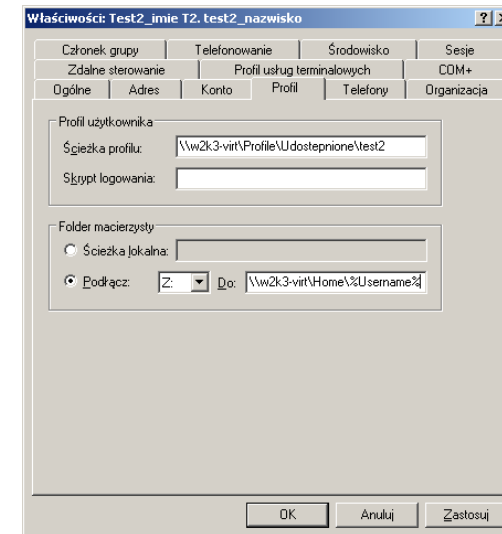 Właściwości: Test2_imie T2. test2_nazwisko
Członek grupy Telefonowanie Środowisko Sesje
Zdalne sterowanie Profil usług terminalowych COM+
Ogólne Adres Konto Profil Telefony Organizacja
Profil użytkownika
Ścieżka profilu: \\w2k3-virt\Profile\Udostepnione\test2
Skrypt logowania:
Folder macierzysty
Ścieżka lokalna:
Podłącz: Z: Do: \\w2k3-virt\Home\%Username%
OK Anuluj Zastosuj